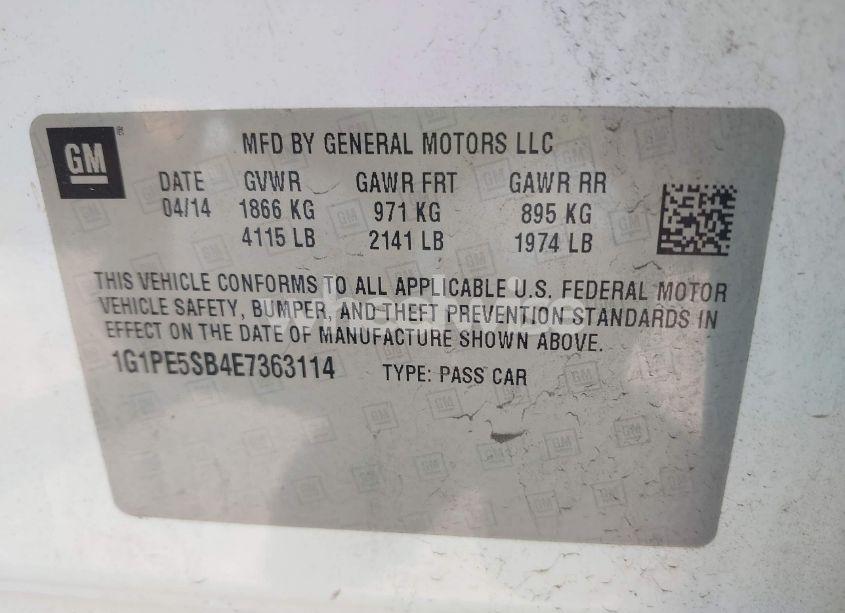 GM
MFD BY GENERAL MOTORS LLC
DATE GVWR GAWR FRT GAWR RR
04/14 1866 KG 971 KG 895 KG
4115 LB 2141 LB 1974 LB
THIS VEHICLE CONFORMS TO ALL APPLICABLE U.S. FEDERAL MOTOR
VEHICLE SAFETY, BUMPER, AND THEFT PREVENTION STANDARDS IN
EFFECT ON THE DATE OF MANUFACTURE SHOWN ABOVE.
1G1PE5SB4E7363114 TYPE: PASS CAR